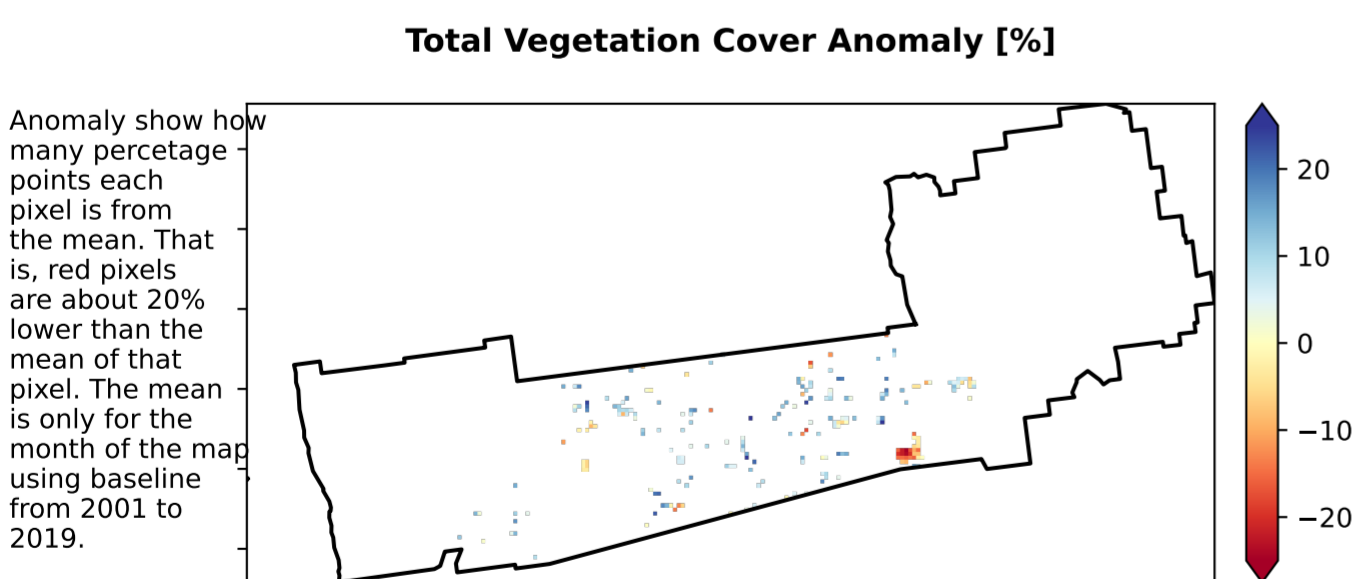 Total Vegetation Cover Anomaly [%]
Anomaly show how
many percetage
points each
pixel is from
the mean. That
is, red pixels
are about 20%
lower than the
mean of that
pixel. The mean
is only for the
month of the map
using baseline
from 2001 to
2019.
20
10
0
−10
−20